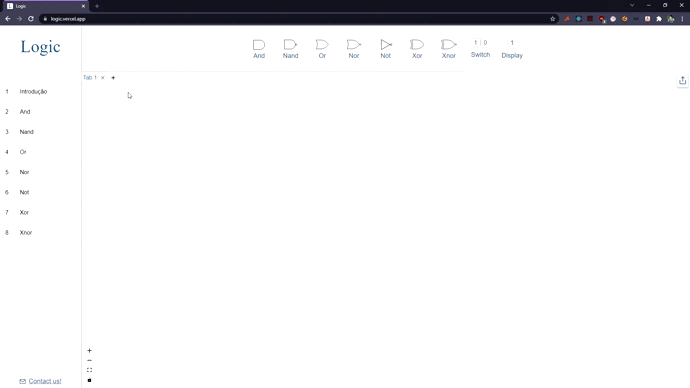 Logic
logic.vercel.app
Logic
And
Nand
Or
Nor
Not
Xor
Xnor
1 | 0
Switch
1
Display
Tab 1
1 Introdução
2 And
3 Nand
4 Or
5 Nor
6 Not
7 Xor
8 Xnor
Contact us!